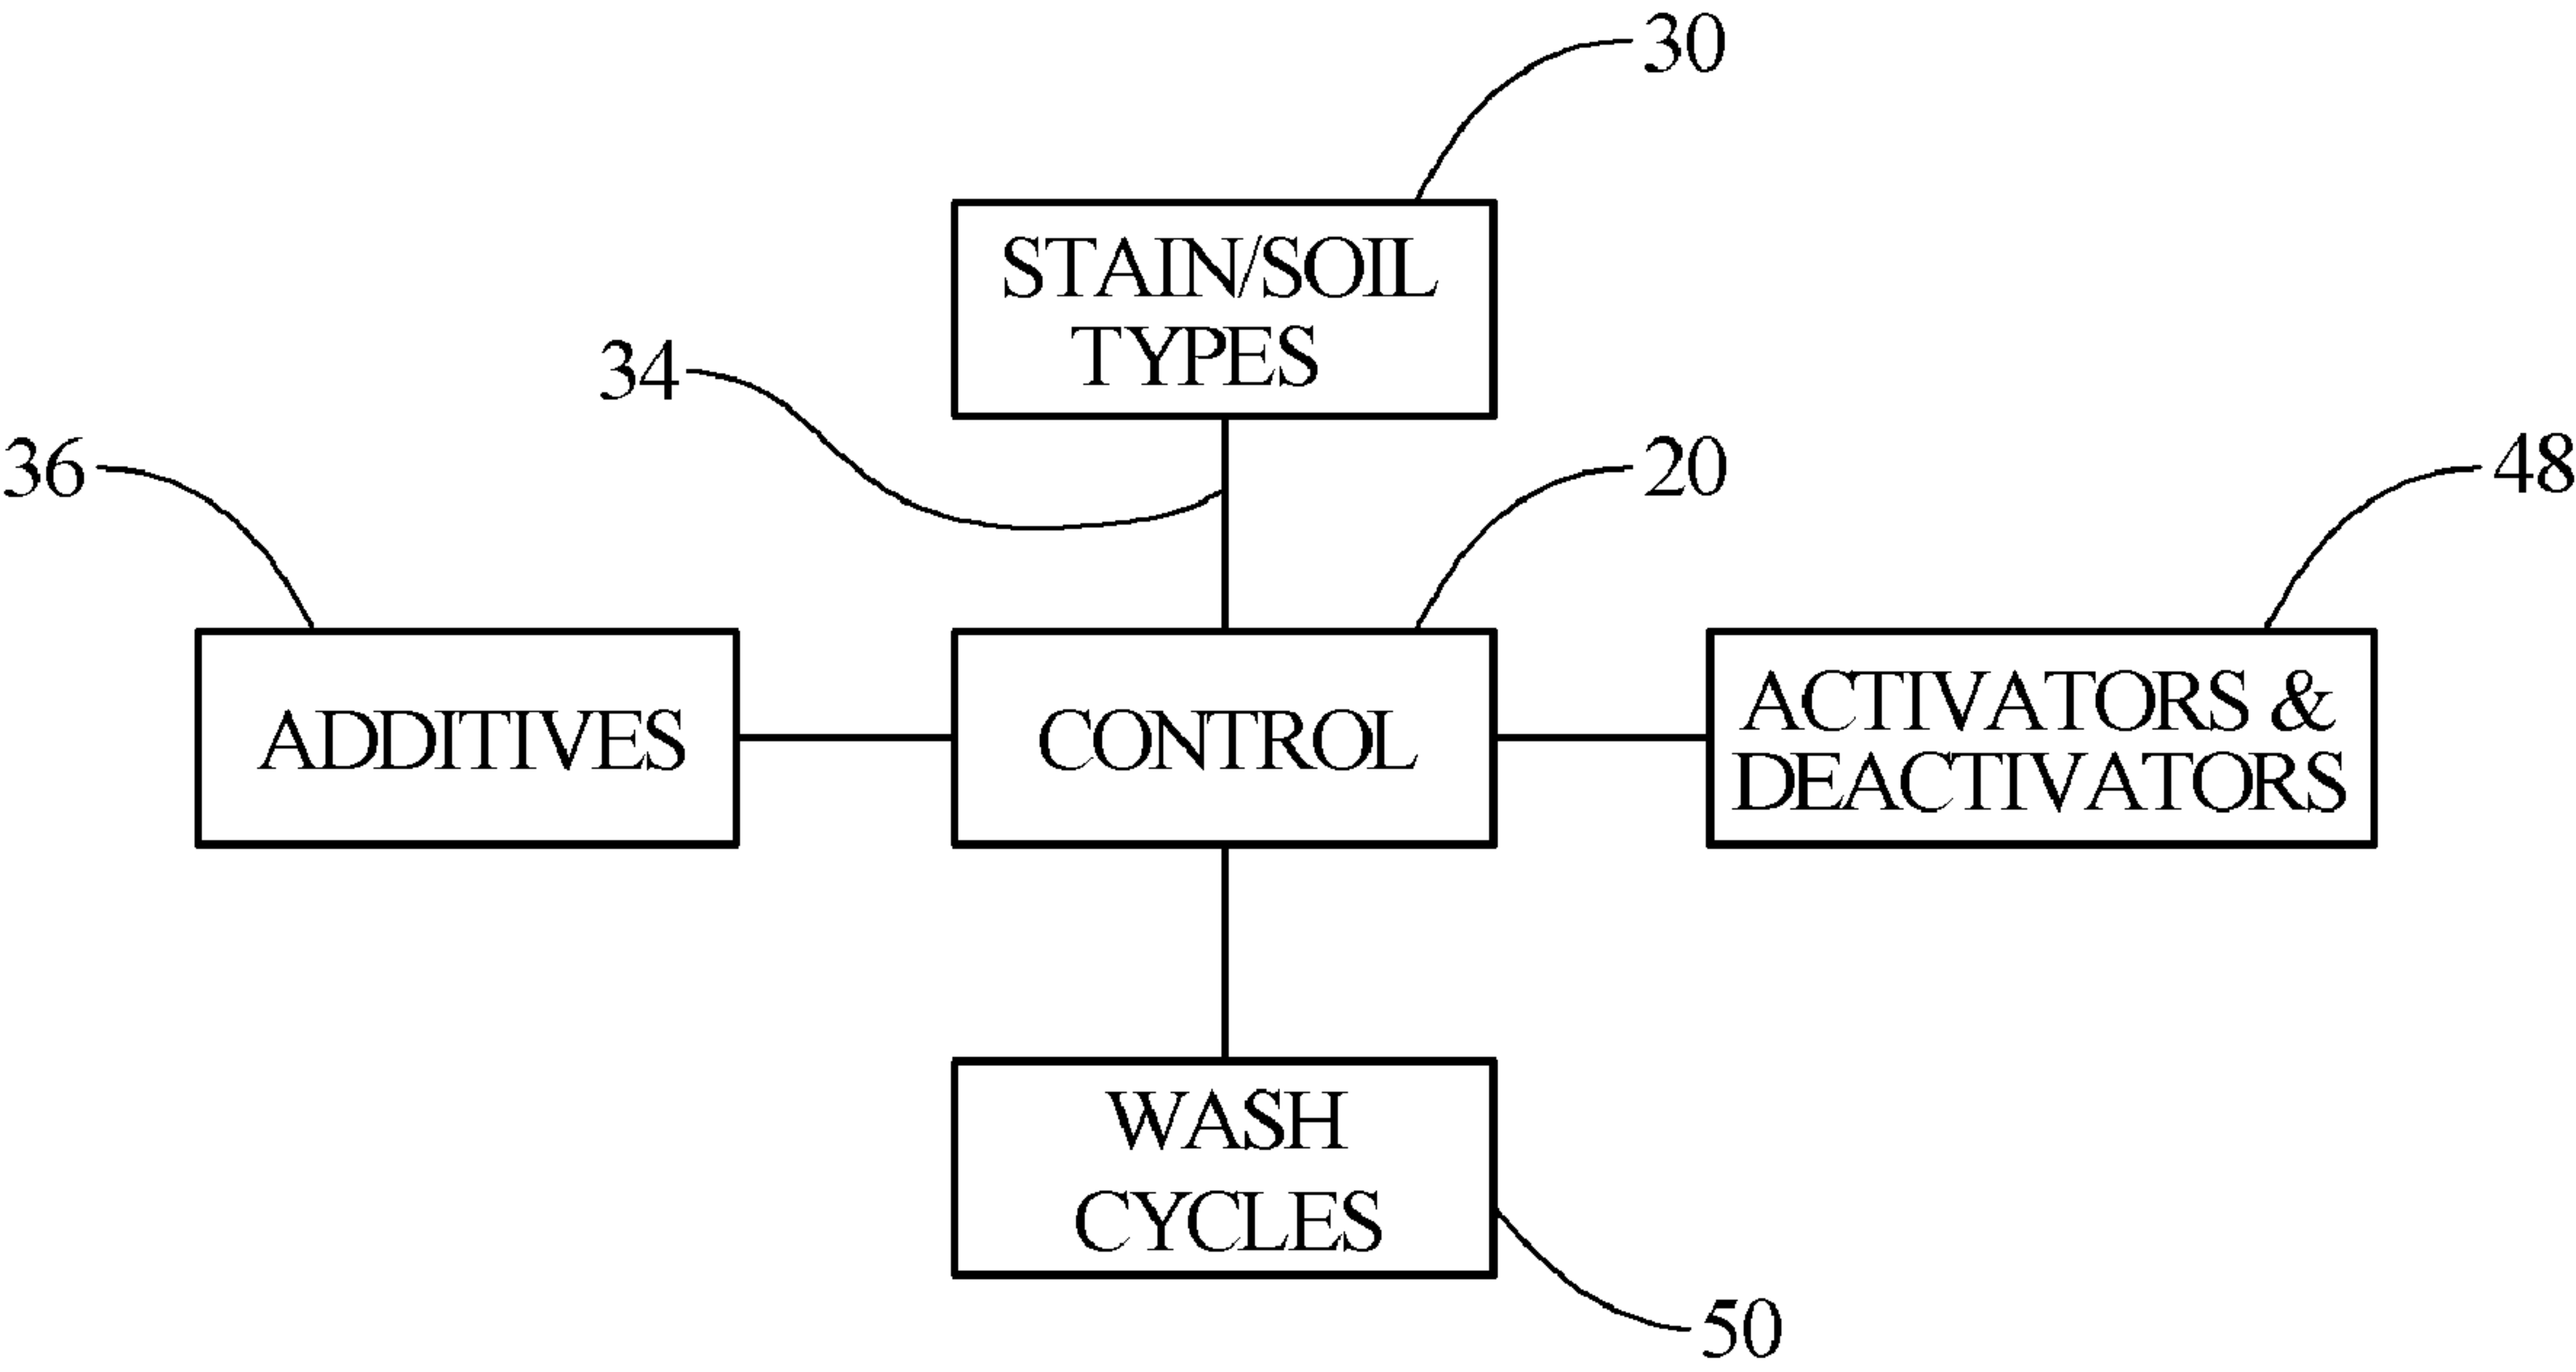 30
STAIN/SOIL
TYPES
34
36
20
48
ADDITIVES
CONTROL
ACTIVATORS &
DEACTIVATORS
WASH
CYCLES
50